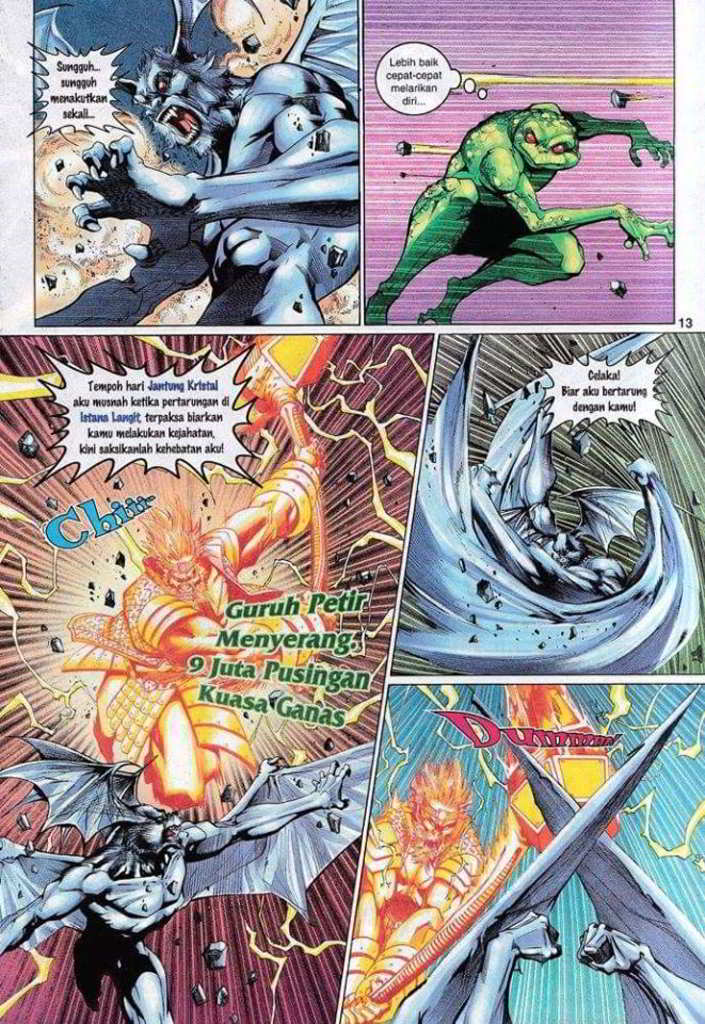 Sungguh...
sungguh
menakutkan
sekali...
Lebih baik
cepat-cepat
melarikan
diri...
13
Tempoh hari Jantung Kristal
aku musnah ketika pertarungan di
Istana Langit, terpaksa biarkan
kamu melakukan kejahatan,
kini saksikanlah kehebatan aku!
Chiiir
Guruh Petir
Menyerang,
9 Juta Pusingan
Kuasa Ganas
Celaka!
Biar aku bertarung
dengan kamu!